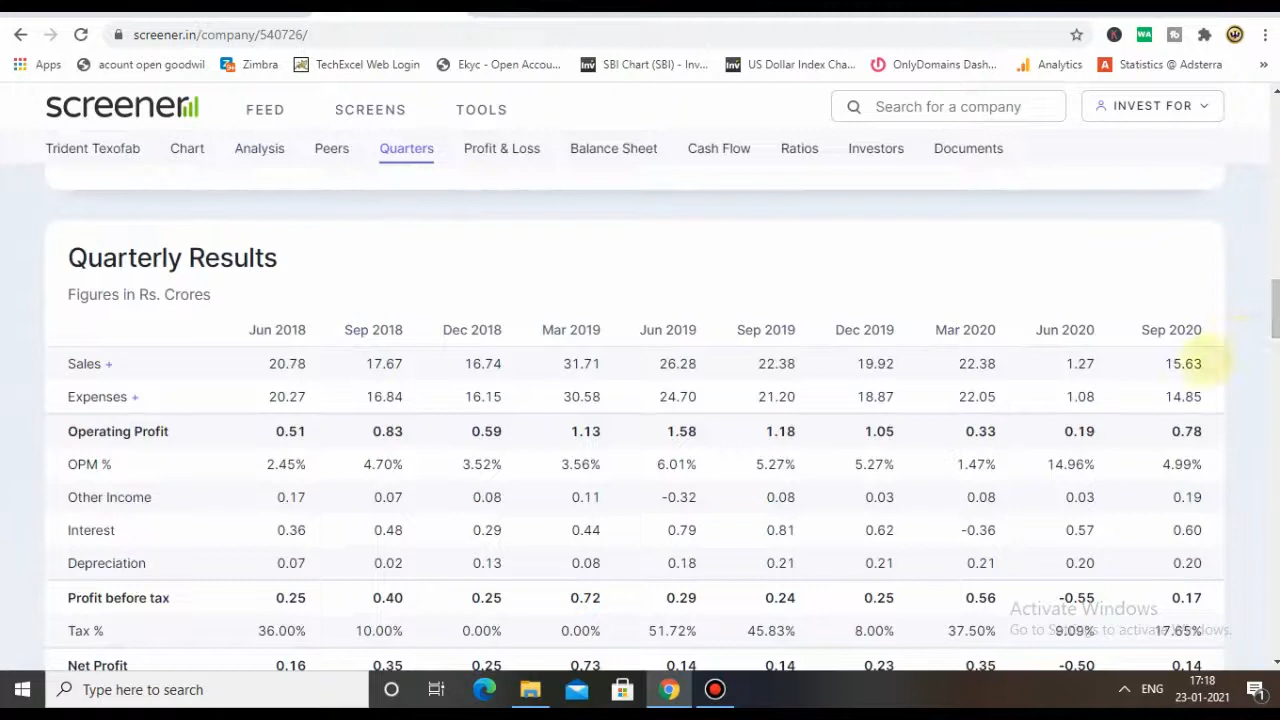 screener.in/company/540726/
Apps acount open goodwil Zimbra TechExcel Web Login Ekyc - Open Accou... SBI Chart (SBI) - Inv... US Dollar Index Cha... OnlyDomains Dash... Analytics Statistics @ Adsterra »
screener FEED SCREENS TOOLS Search for a company INVEST FOR
Trident Texofab Chart Analysis Peers Quarters Profit & Loss Balance Sheet Cash Flow Ratios Investors Documents
Quarterly Results
Figures in Rs. Crores
Jun 2018 Sep 2018 Dec 2018 Mar 2019 Jun 2019 Sep 2019 Dec 2019 Mar 2020 Jun 2020 Sep 2020
Sales + 20.78 17.67 16.74 31.71 26.28 22.38 19.92 22.38 1.27 15.63
Expenses + 20.27 16.84 16.15 30.58 24.70 21.20 18.87 22.05 1.08 14.85
Operating Profit 0.51 0.83 0.59 1.13 1.58 1.18 1.05 0.33 0.19 0.78
OPM % 2.45% 4.70% 3.52% 3.56% 6.01% 5.27% 5.27% 1.47% 14.96% 4.99%
Other Income 0.17 0.07 0.08 0.11 -0.32 0.08 0.03 0.08 0.03 0.19
Interest 0.36 0.48 0.29 0.44 0.79 0.81 0.62 -0.36 0.57 0.60
Depreciation 0.07 0.02 0.13 0.08 0.18 0.21 0.21 0.21 0.20 0.20
Profit before tax 0.25 0.40 0.25 0.72 0.29 0.24 0.25 0.56 -0.55 0.17
Activate Windows
Tax % 36.00% 10.00% 0.00% 0.00% 51.72% 45.83% 8.00% 37.50% 9.09% 17.65%
Go to Settings to activate Windows.
Net Profit 0.16 0.35 0.25 0.73 0.14 0.14 0.23 0.35 -0.50 0.14
Type here to search ENG 17:18
23-01-2021